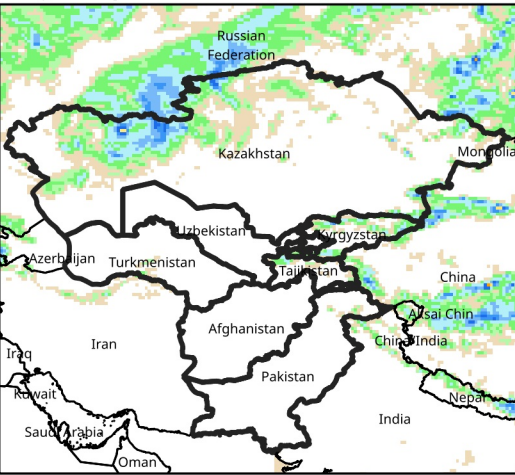 Russian
Federation
Kazakhstan
Mongolia
Uzbekistan
Kyrgyzstan
Azerbaijan
Turkmenistan
Tajikistan
China
Aksai Chin
Afghanistan
Iran
China/India
Iraq
Pakistan
Kuwait
Nepal
India
Saudi Arabia
Oman